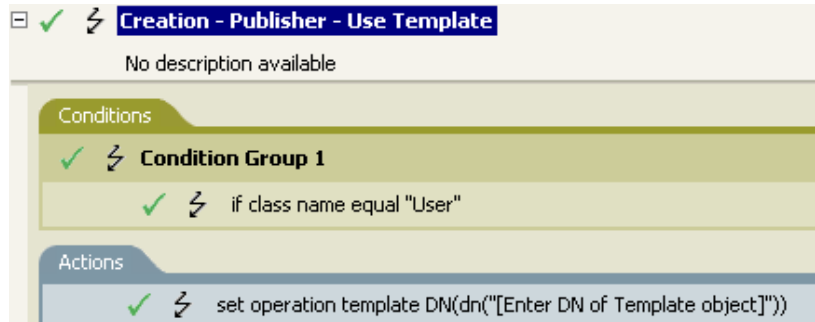 Creation - Publisher - Use Template
No description available
Conditions
Condition Group 1
if class name equal "User"
Actions
set operation template DN(dn("[Enter DN of Template object]"))